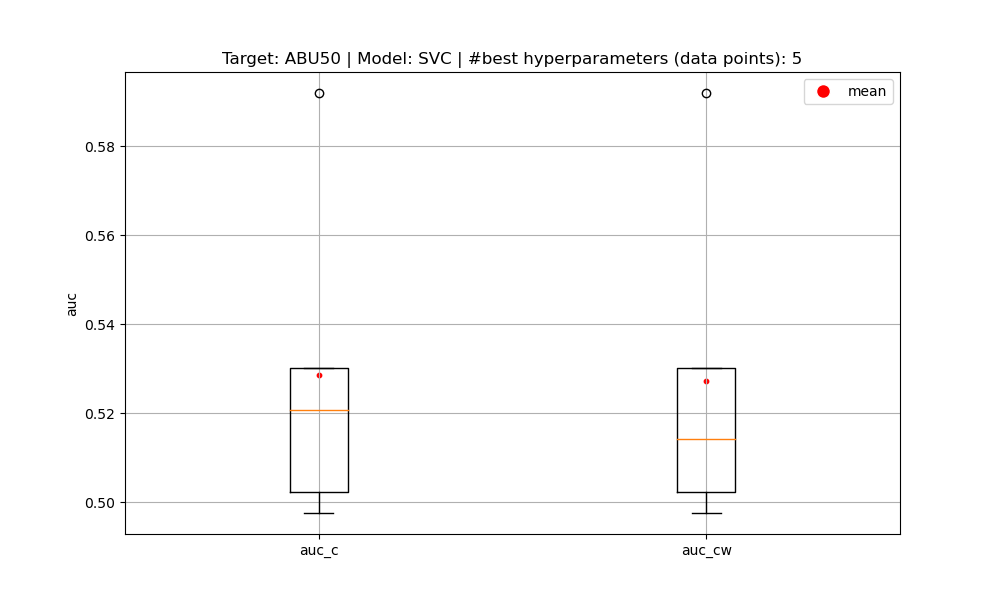 Target: ABU50 | Model: SVC | #best hyperparameters (data points): 5
mean
0.58
0.56
0.54
0.52
0.50
auc
auc_c
auc_cw